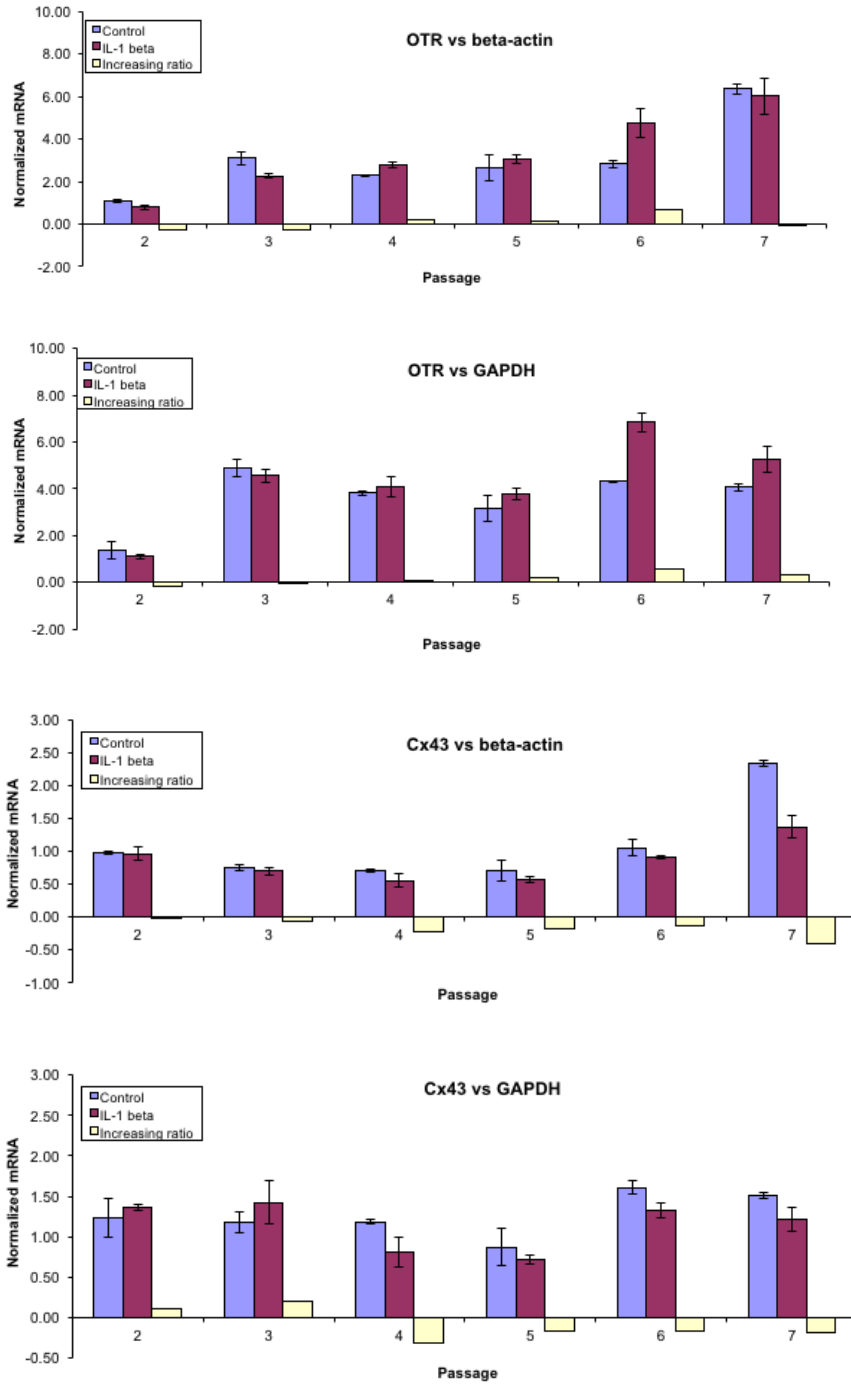 OTR vs beta-actin
Control
IL-1 beta
Increasing ratio
Normalized mRNA
10.00
8.00
6.00
4.00
2.00
0.00
-2.00
2 3 4 5 6 7
Passage
OTR vs GAPDH
Control
IL-1 beta
Increasing ratio
Normalized mRNA
10.00
8.00
6.00
4.00
2.00
0.00
-2.00
2 3 4 5 6 7
Passage
Cx43 vs beta-actin
Control
IL-1 beta
Increasing ratio
Normalized mRNA
3.00
2.50
2.00
1.50
1.00
0.50
0.00
-0.50
-1.00
2 3 4 5 6 7
Passage
Cx43 vs GAPDH
Control
IL-1 beta
Increasing ratio
Normalized mRNA
3.00
2.50
2.00
1.50
1.00
0.50
0.00
-0.50
2 3 4 5 6 7
Passage